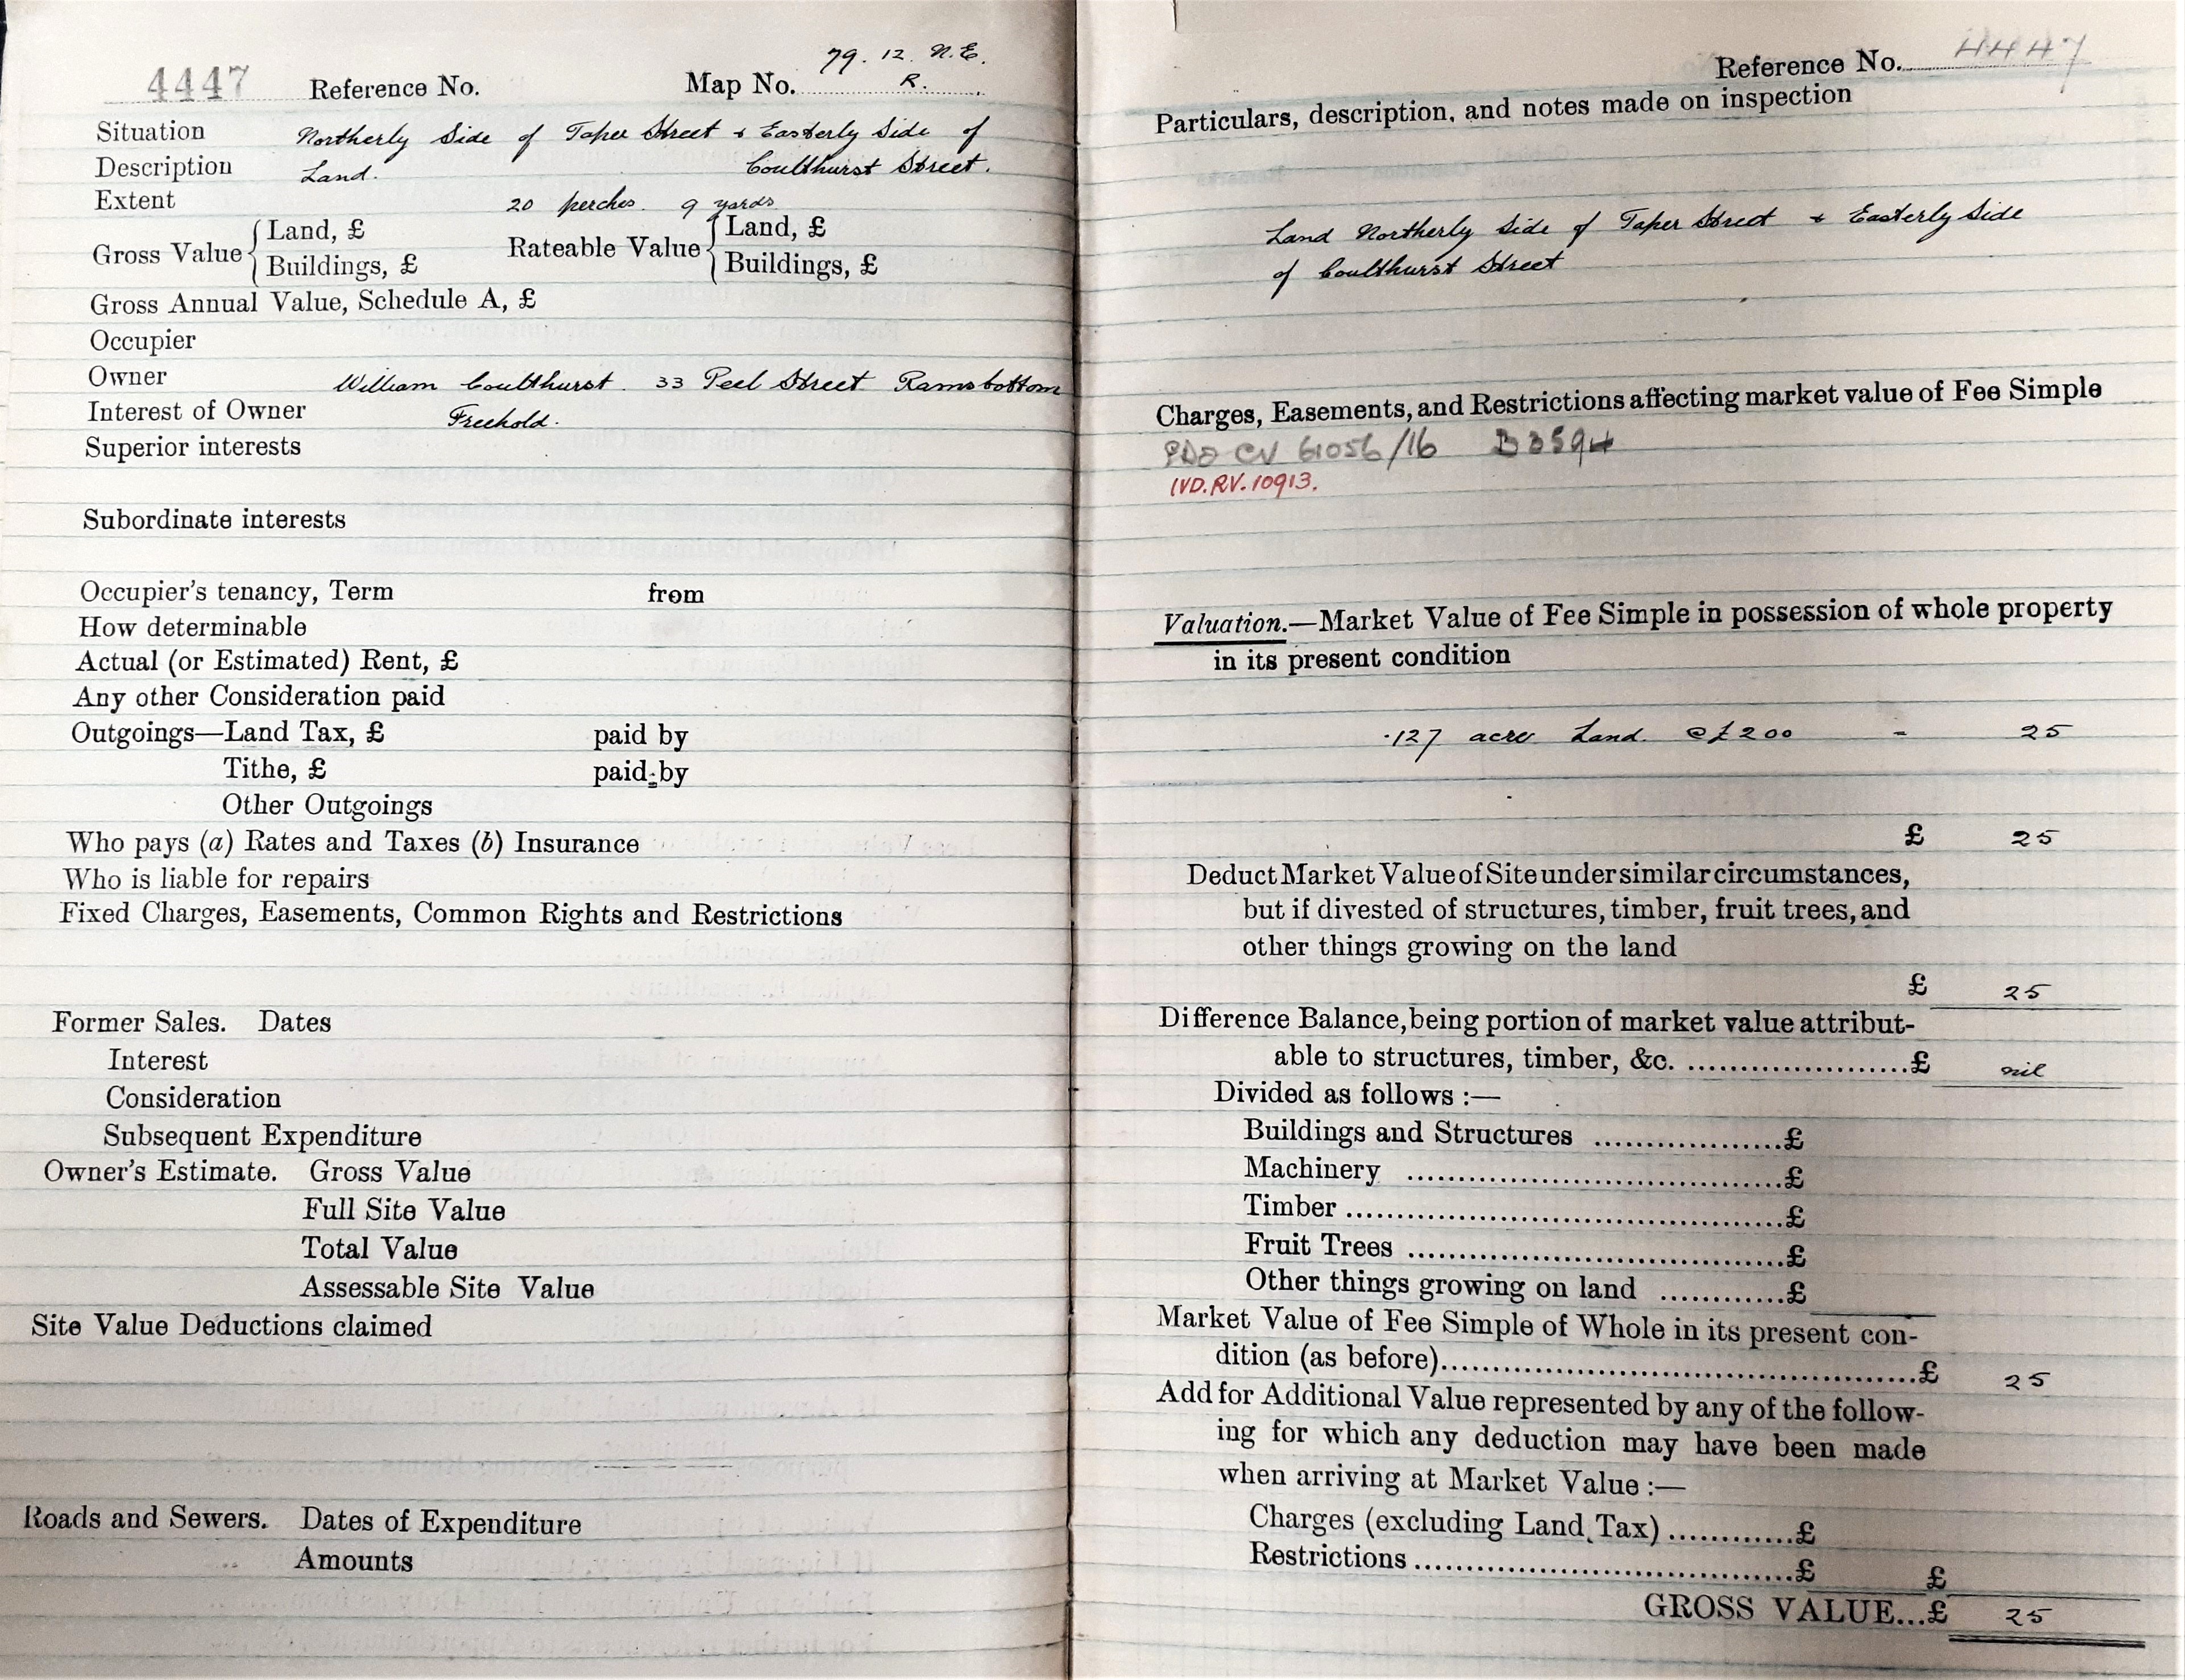 4447 Reference No. Map No. 79. 12. N.E.
R.
Situation Northerly Side of Taper Street & Easterly Side of
Description Land. Coulthurst Street.
Extent 20 perches. 9 yards
Gross Value { Land, £ Rateable Value { Land, £
Buildings, £ Buildings, £
Gross Annual Value, Schedule A, £
Occupier
Owner William Coulthurst. 33 Peel Street Ramsbottom
Interest of Owner Freehold.
Superior interests
Subordinate interests
Occupier's tenancy, Term from
How determinable
Actual (or Estimated) Rent, £
Any other Consideration paid
Outgoings—Land Tax, £ paid by
Tithe, £ paid by
Other Outgoings
Who pays (a) Rates and Taxes (b) Insurance
Who is liable for repairs
Fixed Charges, Easements, Common Rights and Restrictions
Former Sales. Dates
Interest
Consideration
Subsequent Expenditure
Owner's Estimate. Gross Value
Full Site Value
Total Value
Assessable Site Value
Site Value Deductions claimed
Roads and Sewers. Dates of Expenditure
Amounts
Reference No. 4447
Particulars, description, and notes made on inspection
Land Northerly Side of Taper Street & Easterly Side
of Coulthurst Street
Charges, Easements, and Restrictions affecting market value of Fee Simple
CV 61056/16 B3594
IVD.RV.10913.
Valuation.—Market Value of Fee Simple in possession of whole property
in its present condition
.127 acre Land @ £200 - 25
£ 25
Deduct Market Value of Site under similar circumstances,
but if divested of structures, timber, fruit trees, and
other things growing on the land
£ 25
Difference Balance, being portion of market value attribut-
able to structures, timber, &c. ........................£ nil
Divided as follows :—
Buildings and Structures ...................£
Machinery ......................................£
Timber ............................................£
Fruit Trees ......................................£
Other things growing on land ............£
Market Value of Fee Simple of Whole in its present con-
dition (as before)................................................£ 25
Add for Additional Value represented by any of the follow-
ing for which any deduction may have been made
when arriving at Market Value :—
Charges (excluding Land Tax) ............£
Restrictions ......................................£ £
GROSS VALUE...£ 25